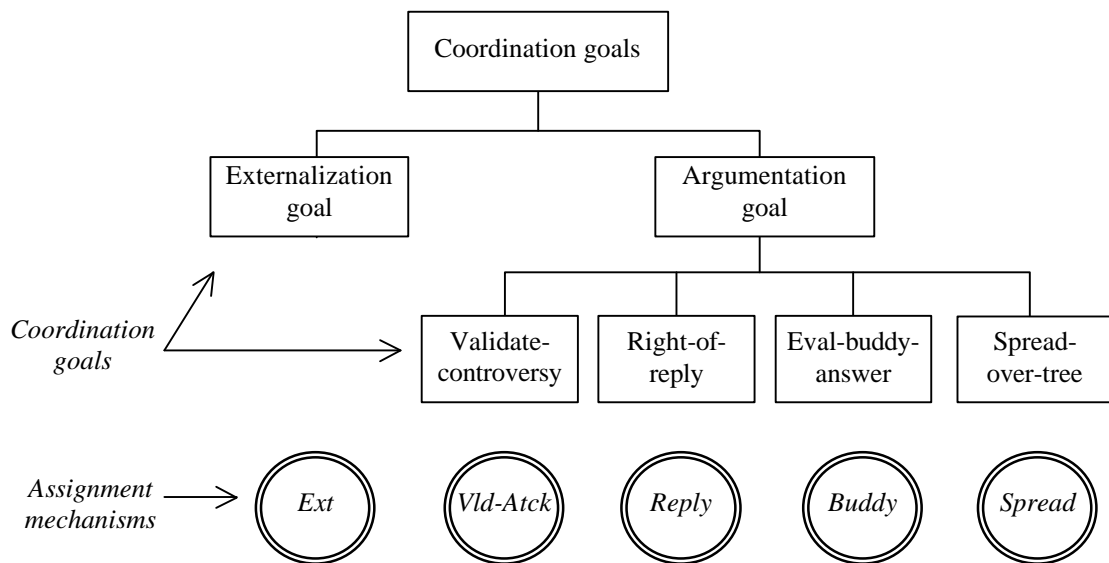 Coordination goals
Externalization
goal
Argumentation
goal
Coordination
goals
Validate-
controversy
Right-of-
reply
Eval-buddy-
answer
Spread-
over-tree
Assignment
mechanisms
Ext
Vld-Atck
Reply
Buddy
Spread